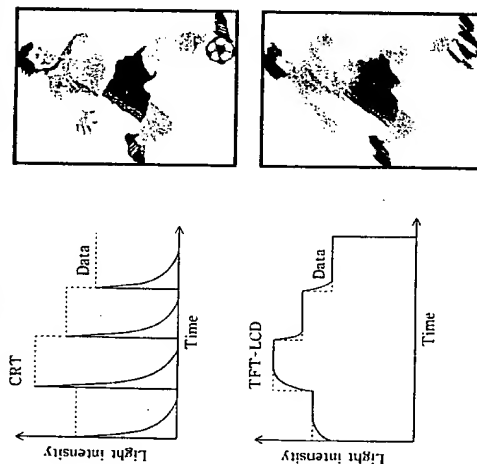 CRT
Data
Light intensity
Time
TFT-LCD
Data
Light intensity
Time